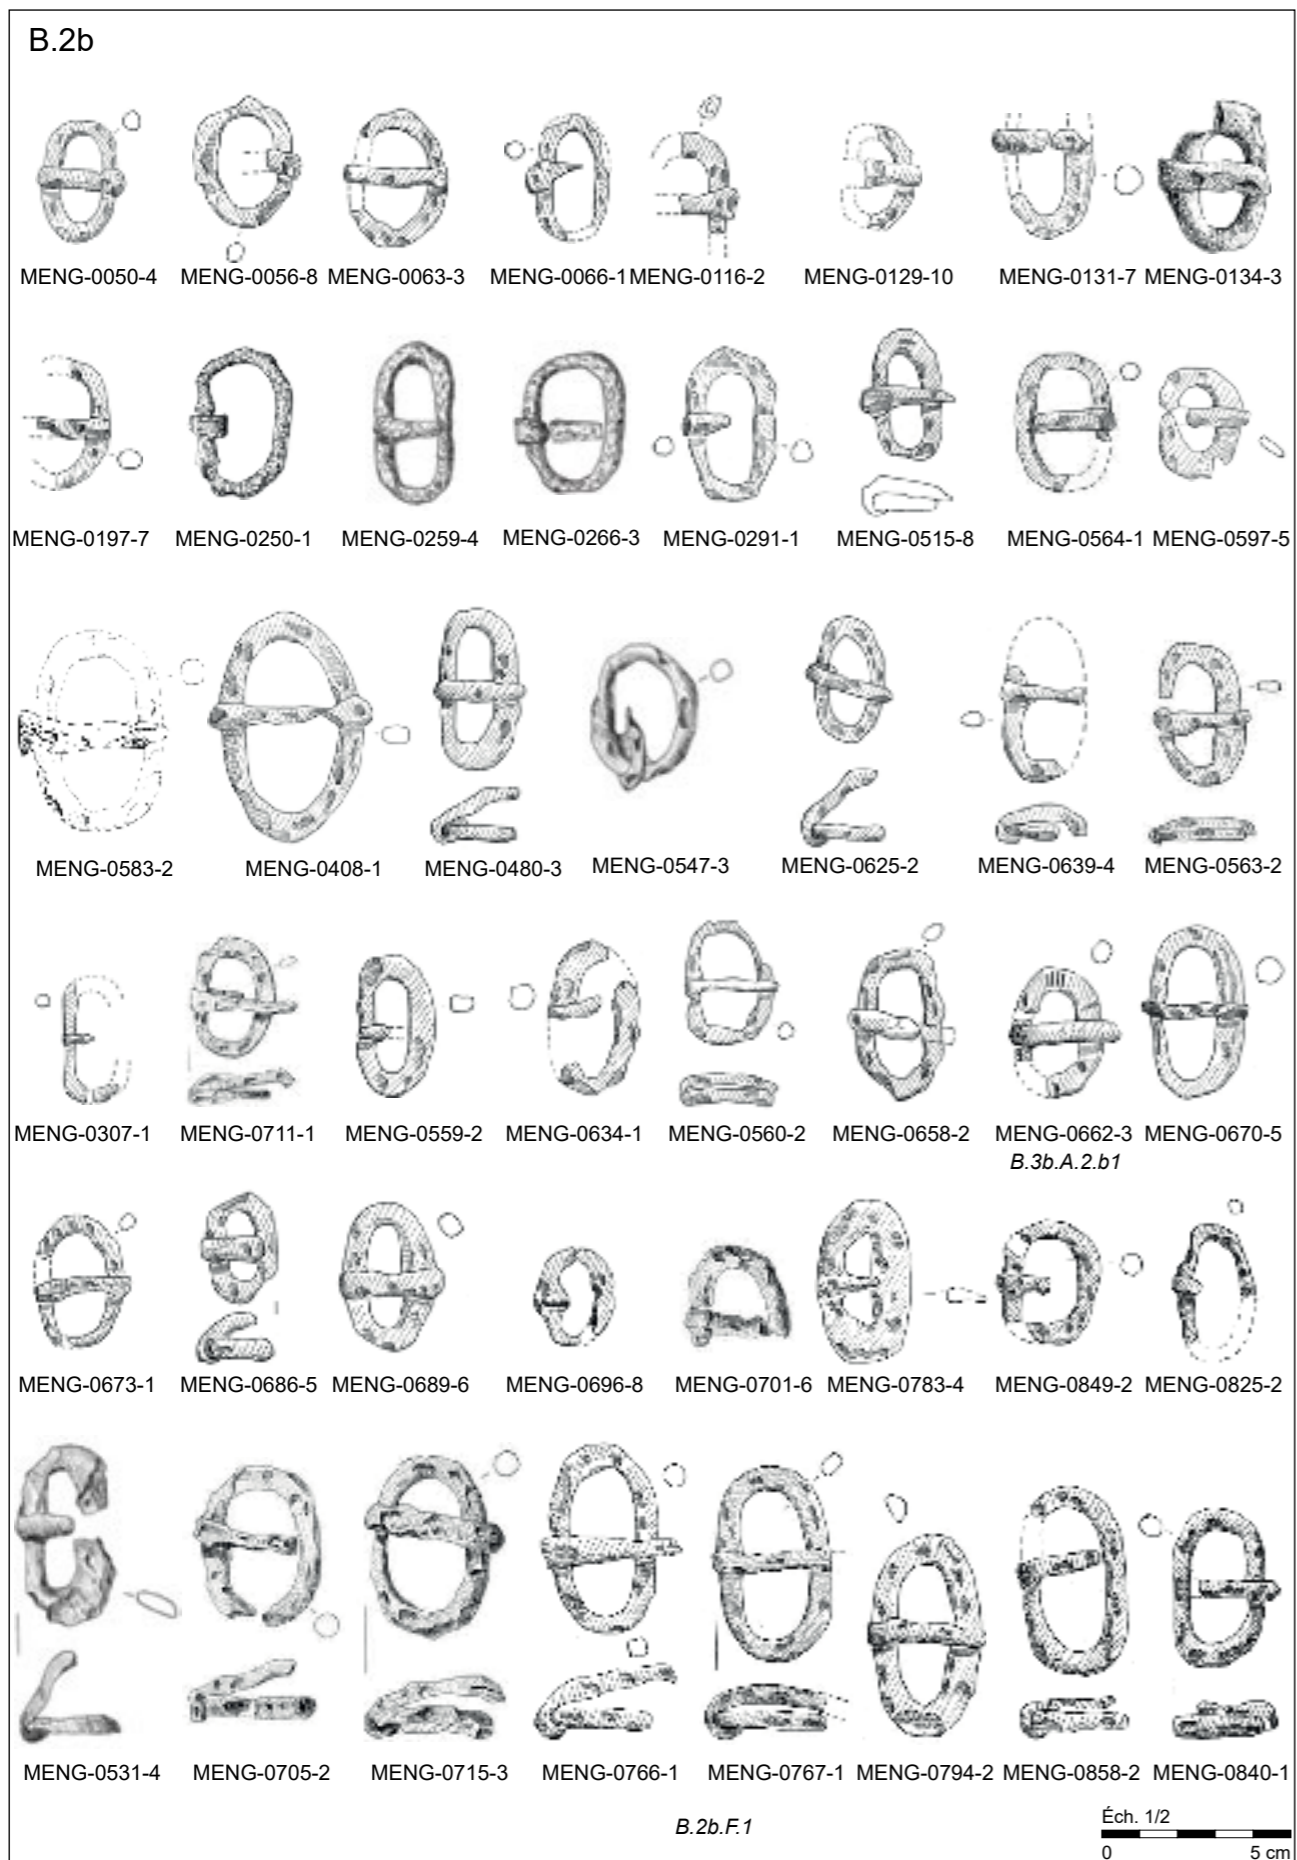 B.2b
MENG-0050-4 MENG-0056-8 MENG-0063-3 MENG-0066-1 MENG-0116-2 MENG-0129-10 MENG-0131-7 MENG-0134-3
MENG-0197-7 MENG-0250-1 MENG-0259-4 MENG-0266-3 MENG-0291-1 MENG-0515-8 MENG-0564-1 MENG-0597-5
MENG-0583-2 MENG-0408-1 MENG-0480-3 MENG-0547-3 MENG-0625-2 MENG-0639-4 MENG-0563-2
MENG-0307-1 MENG-0711-1 MENG-0559-2 MENG-0634-1 MENG-0560-2 MENG-0658-2 MENG-0662-3 MENG-0670-5
B.3b.A.2.b1
MENG-0673-1 MENG-0686-5 MENG-0689-6 MENG-0696-8 MENG-0701-6 MENG-0783-4 MENG-0849-2 MENG-0825-2
MENG-0531-4 MENG-0705-2 MENG-0715-3 MENG-0766-1 MENG-0767-1 MENG-0794-2 MENG-0858-2 MENG-0840-1
B.2b.F.1
Éch. 1/2
0 5 cm